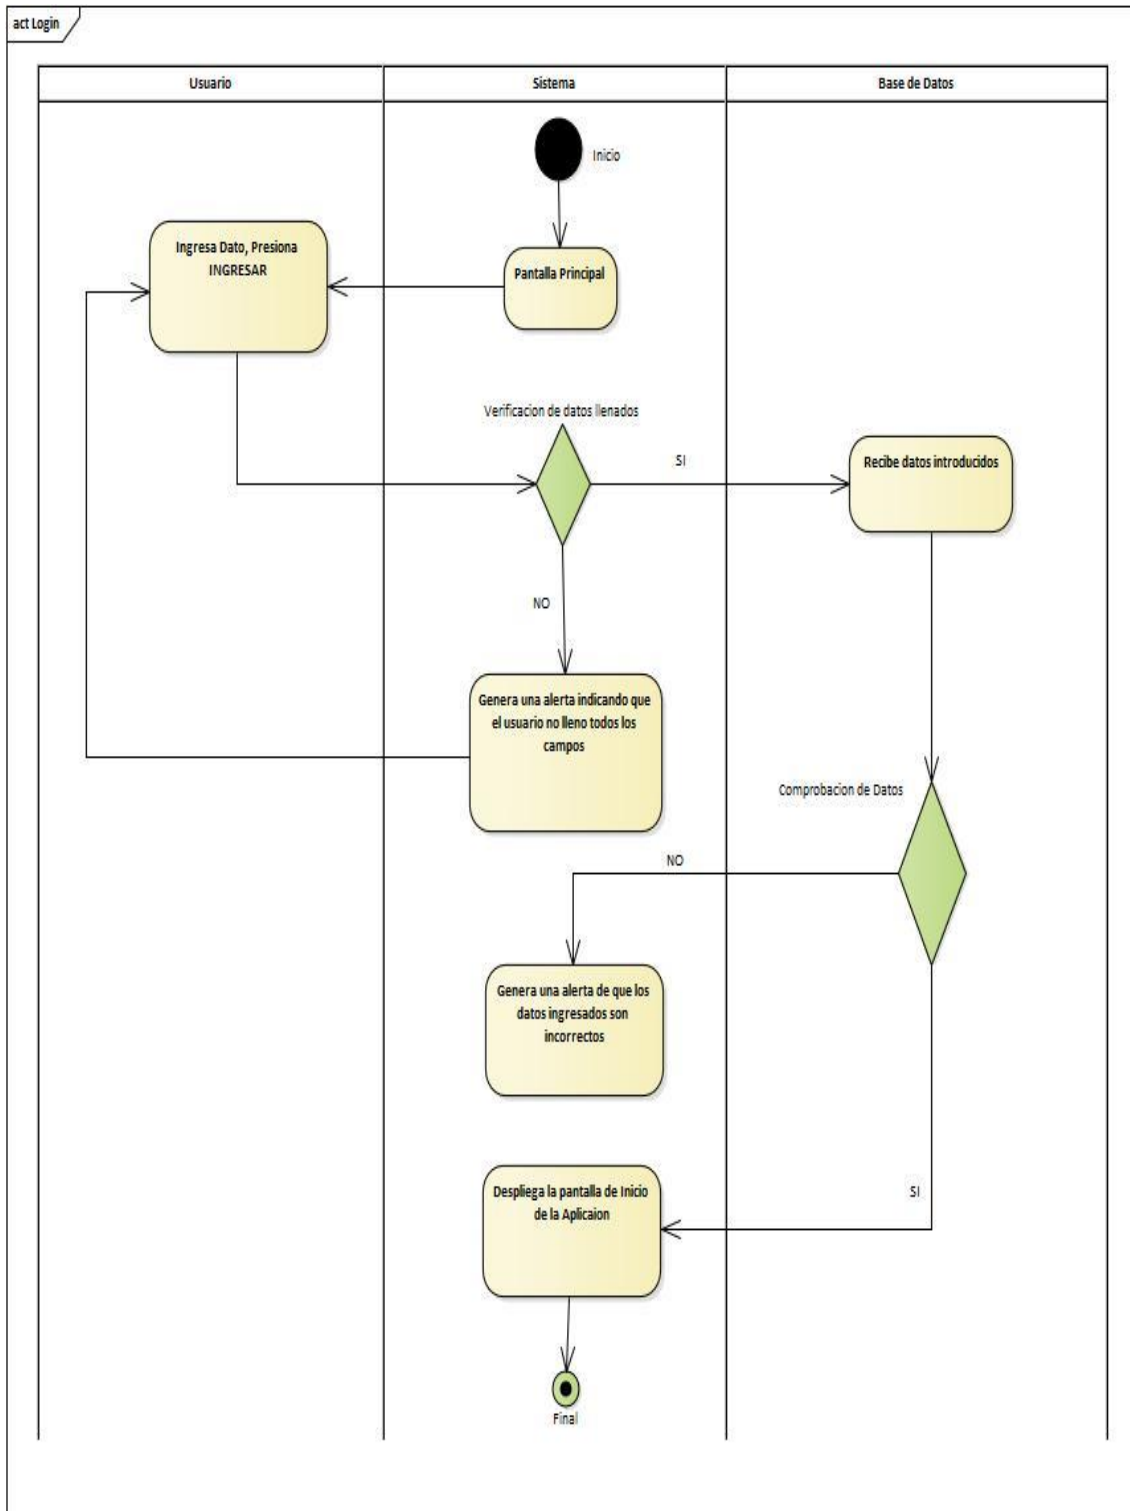 act Login
Usuario
Sistema
Base de Datos
Inicio
Ingresa Dato, Presiona
INGRESAR
Pantalla Principal
Verificacion de datos llenados
SI
Recibe datos introducidos
NO
Genera una alerta indicando que
el usuario no lleno todos los
campos
Comprobacion de Datos
NO
Genera una alerta de que los
datos ingresados son
incorrectos
Despliega la pantalla de Inicio
de la Aplicaion
SI
Final